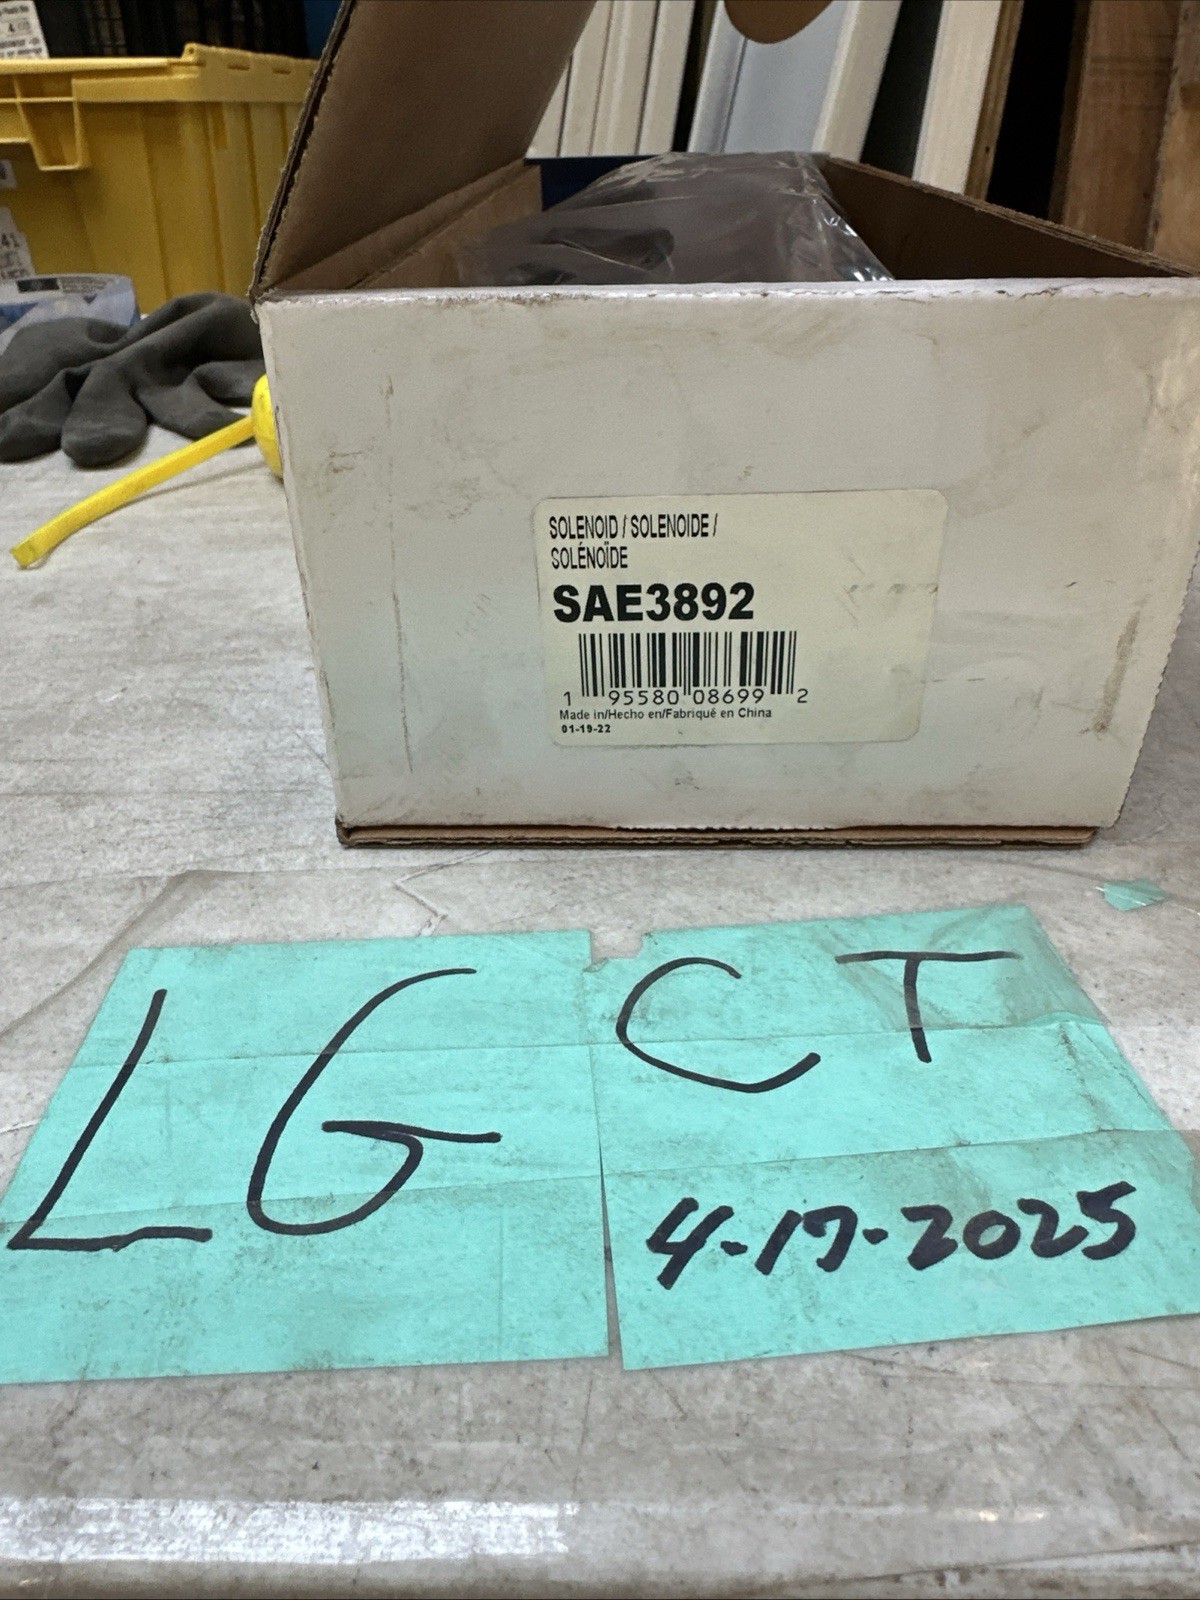 SOLENOID / SOLENOIDE /
SOLÉNOÏDE
SAE3892
1 95580 08699 2
Made in/Hecho en/Fabriqué en China
01-19-22
LG
CT
4-17-2025